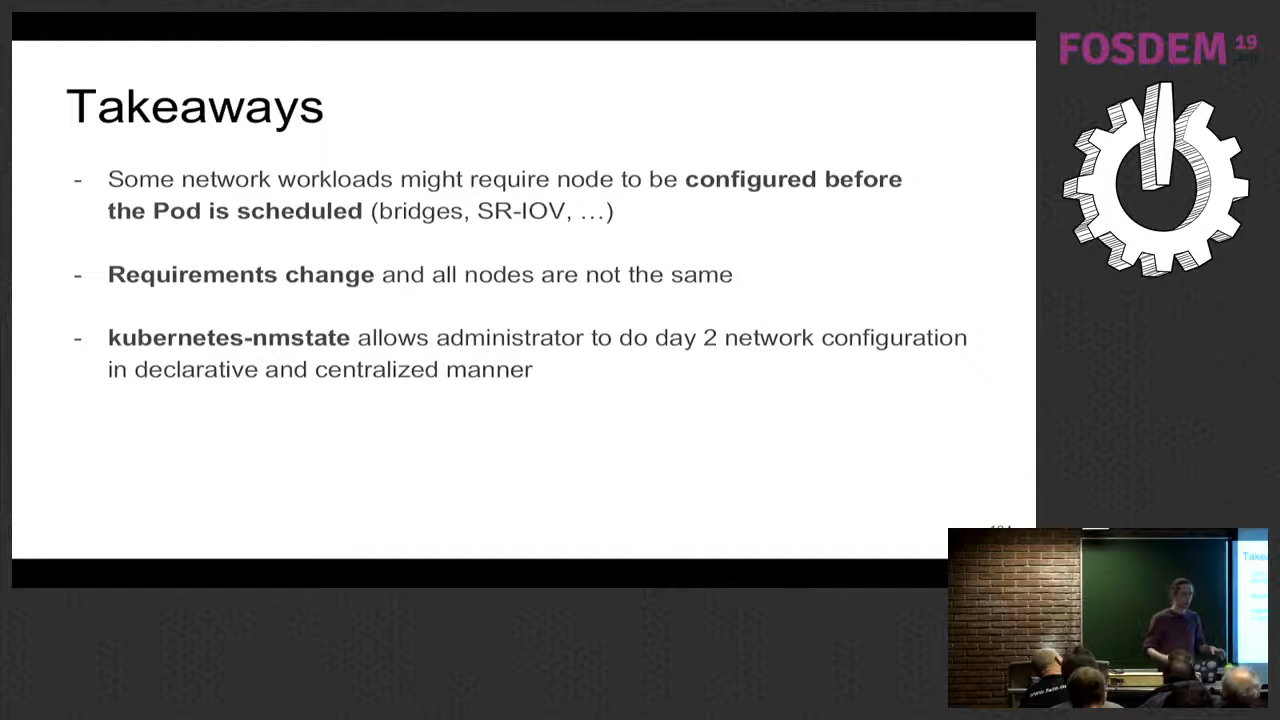 FOSDEM 19
Takeaways
- Some network workloads might require node to be configured before
the Pod is scheduled (bridges, SR-IOV, …)
- Requirements change and all nodes are not the same
- kubernetes-nmstate allows administrator to do day 2 network configuration
in declarative and centralized manner
Takea